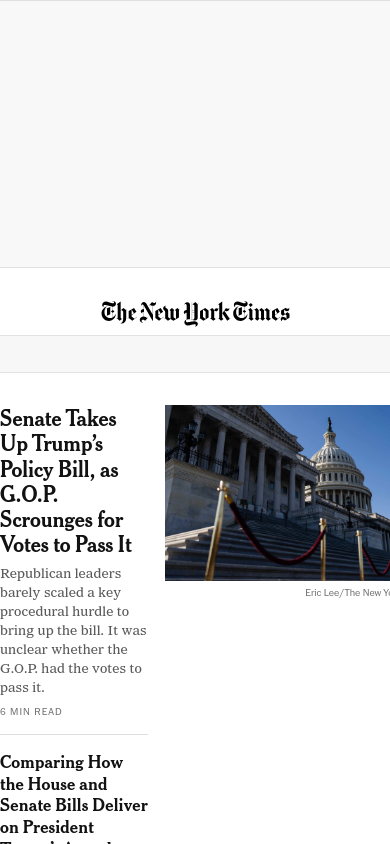 The New York Times
Senate Takes
Up Trump's
Policy Bill, as
G.O.P.
Scrounges for
Votes to Pass It
Republican leaders
barely scaled a key
procedural hurdle to
bring up the bill. It was
unclear whether the
G.O.P. had the votes to
pass it.
6 MIN READ
Eric Lee/The New
Comparing How
the House and
Senate Bills Deliver
on President